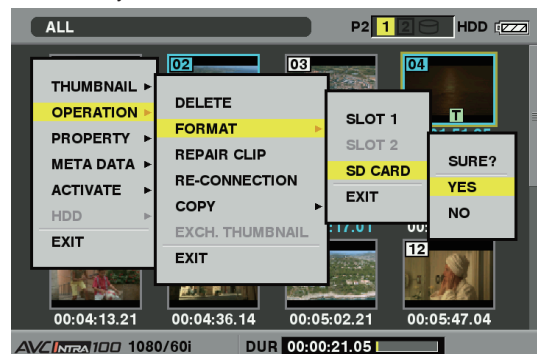 ALL P2 1 2 HDD
02 03 04
THUMBNAIL
OPERATION
PROPERTY
META DATA
ACTIVATE
HDD
EXIT
DELETE
FORMAT
REPAIR CLIP
RE-CONNECTION
COPY
EXCH. THUMBNAIL
EXIT
SLOT 1
SLOT 2
SD CARD
EXIT
SURE?
YES
NO
T
12
00:04:13.21 00:04:36.14 00:05:02.21 00:05:47.04
AVC INTRA 100 1080/60i DUR 00:00:21.05